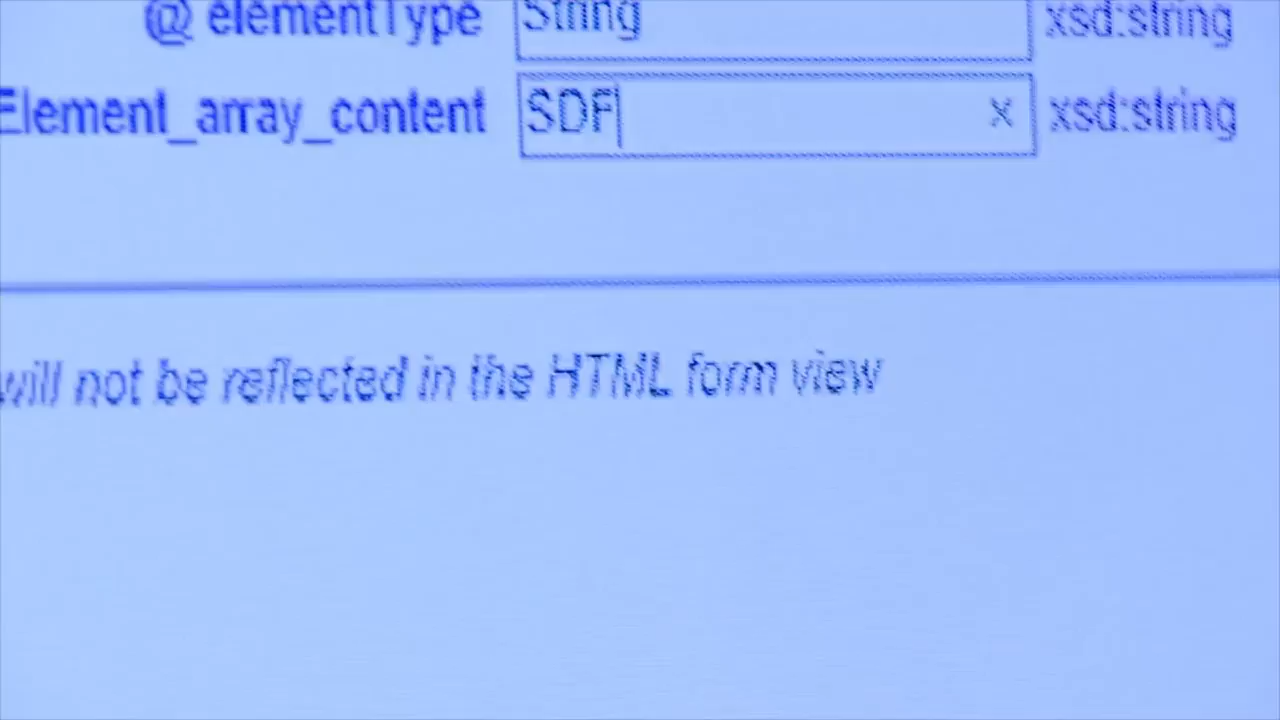 @ elementType String xsd:string
Element_array_content SDF x xsd:string
will not be reflected in the HTML form view